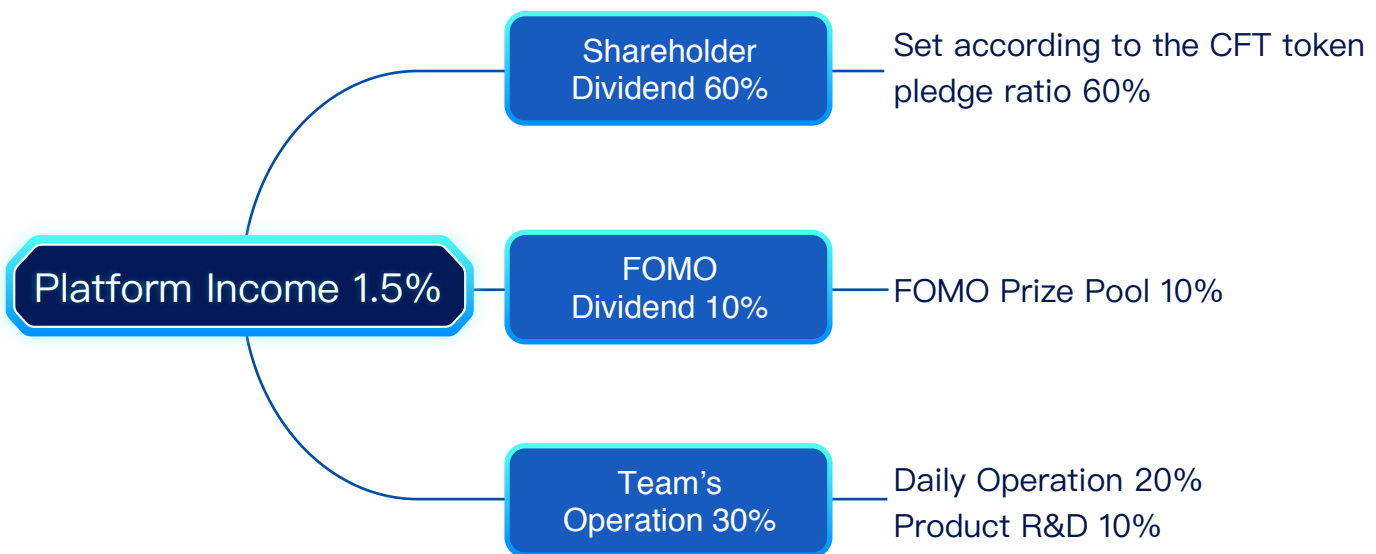 Platform Income 1.5%
Shareholder
Dividend 60%
Set according to the CFT token
pledge ratio 60%
FOMO
Dividend 10%
FOMO Prize Pool 10%
Team’s
Operation 30%
Daily Operation 20%
Product R&D 10%